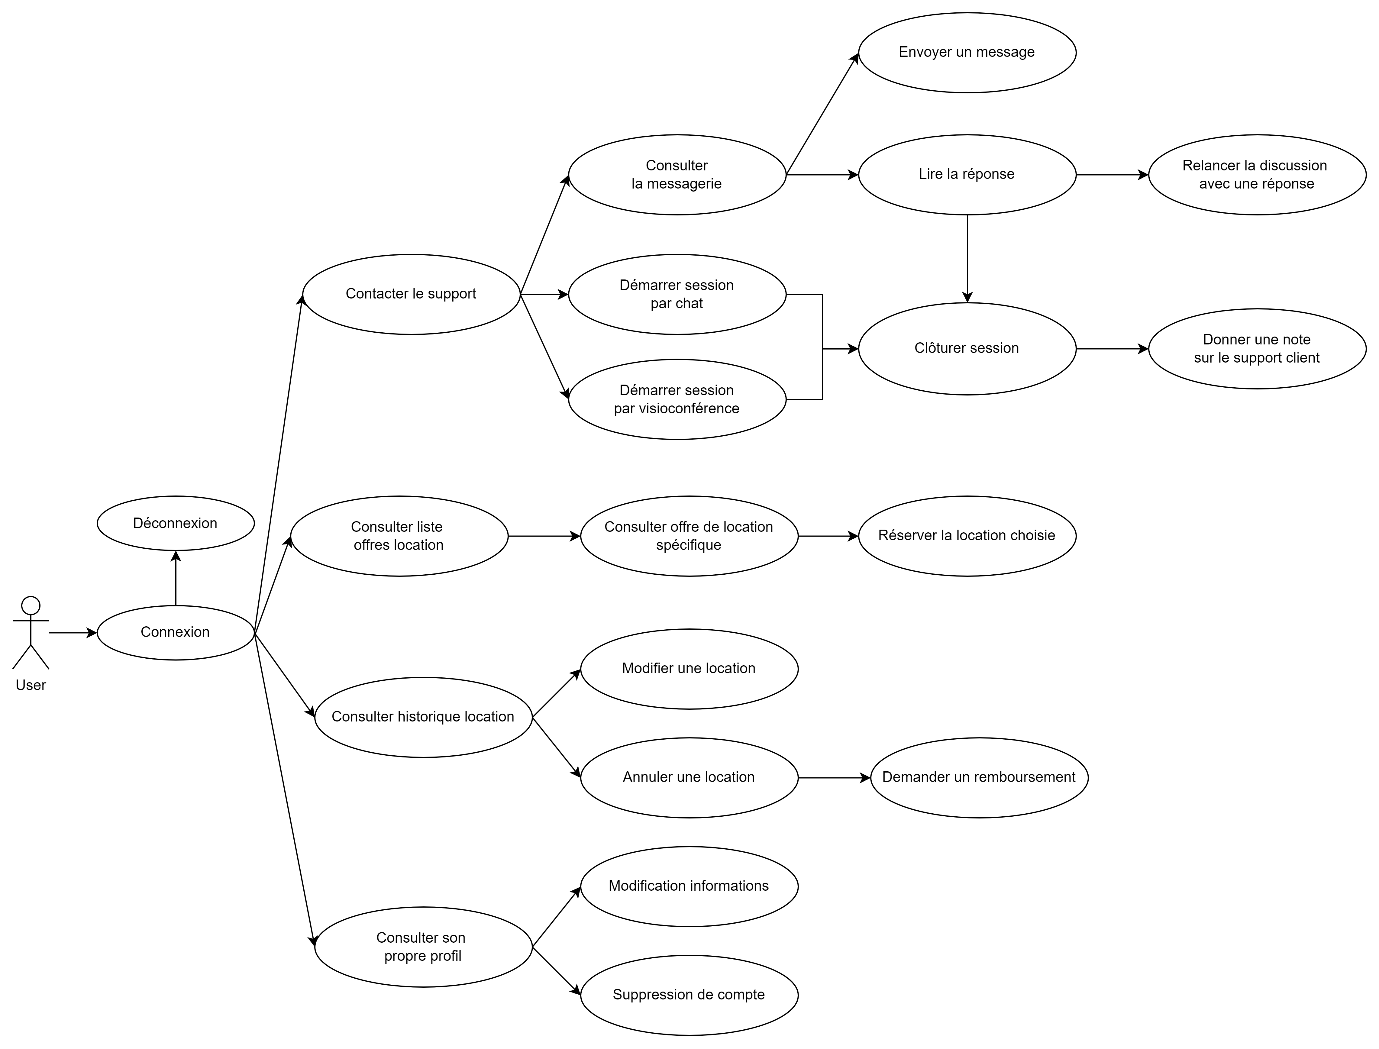 Envoyer un message
Consulter
la messagerie
Lire la réponse
Relancer la discussion
avec une réponse
Contacter le support
Démarrer session
par chat
Clôturer session
Donner une note
sur le support client
Démarrer session
par visioconférence
Déconnexion
Consulter liste
offres location
Consulter offre de location
spécifique
Réserver la location choisie
Connexion
User
Modifier une location
Consulter historique location
Annuler une location
Demander un remboursement
Modification informations
Consulter son
propre profil
Suppression de compte